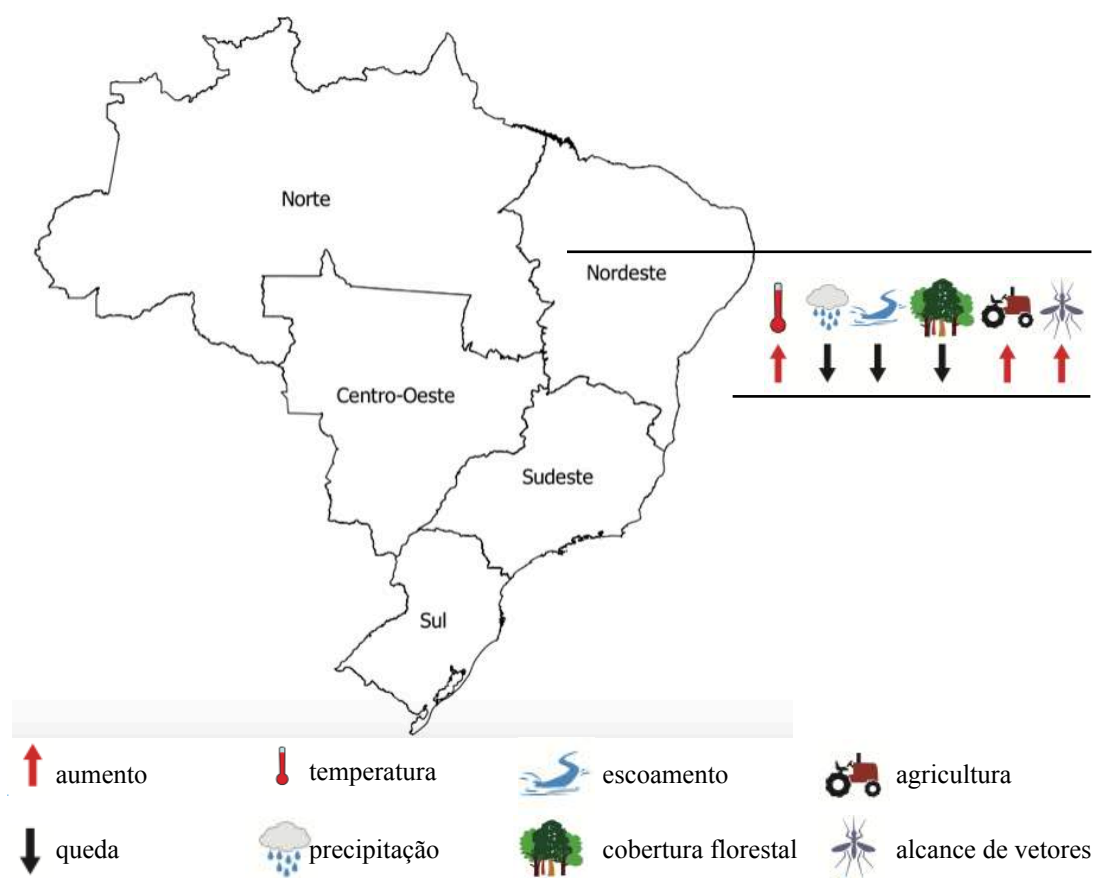 Norte
Nordeste
Centro-Oeste
Sudeste
Sul
aumento temperatura escoamento agricultura
queda precipitação cobertura florestal alcance de vetores